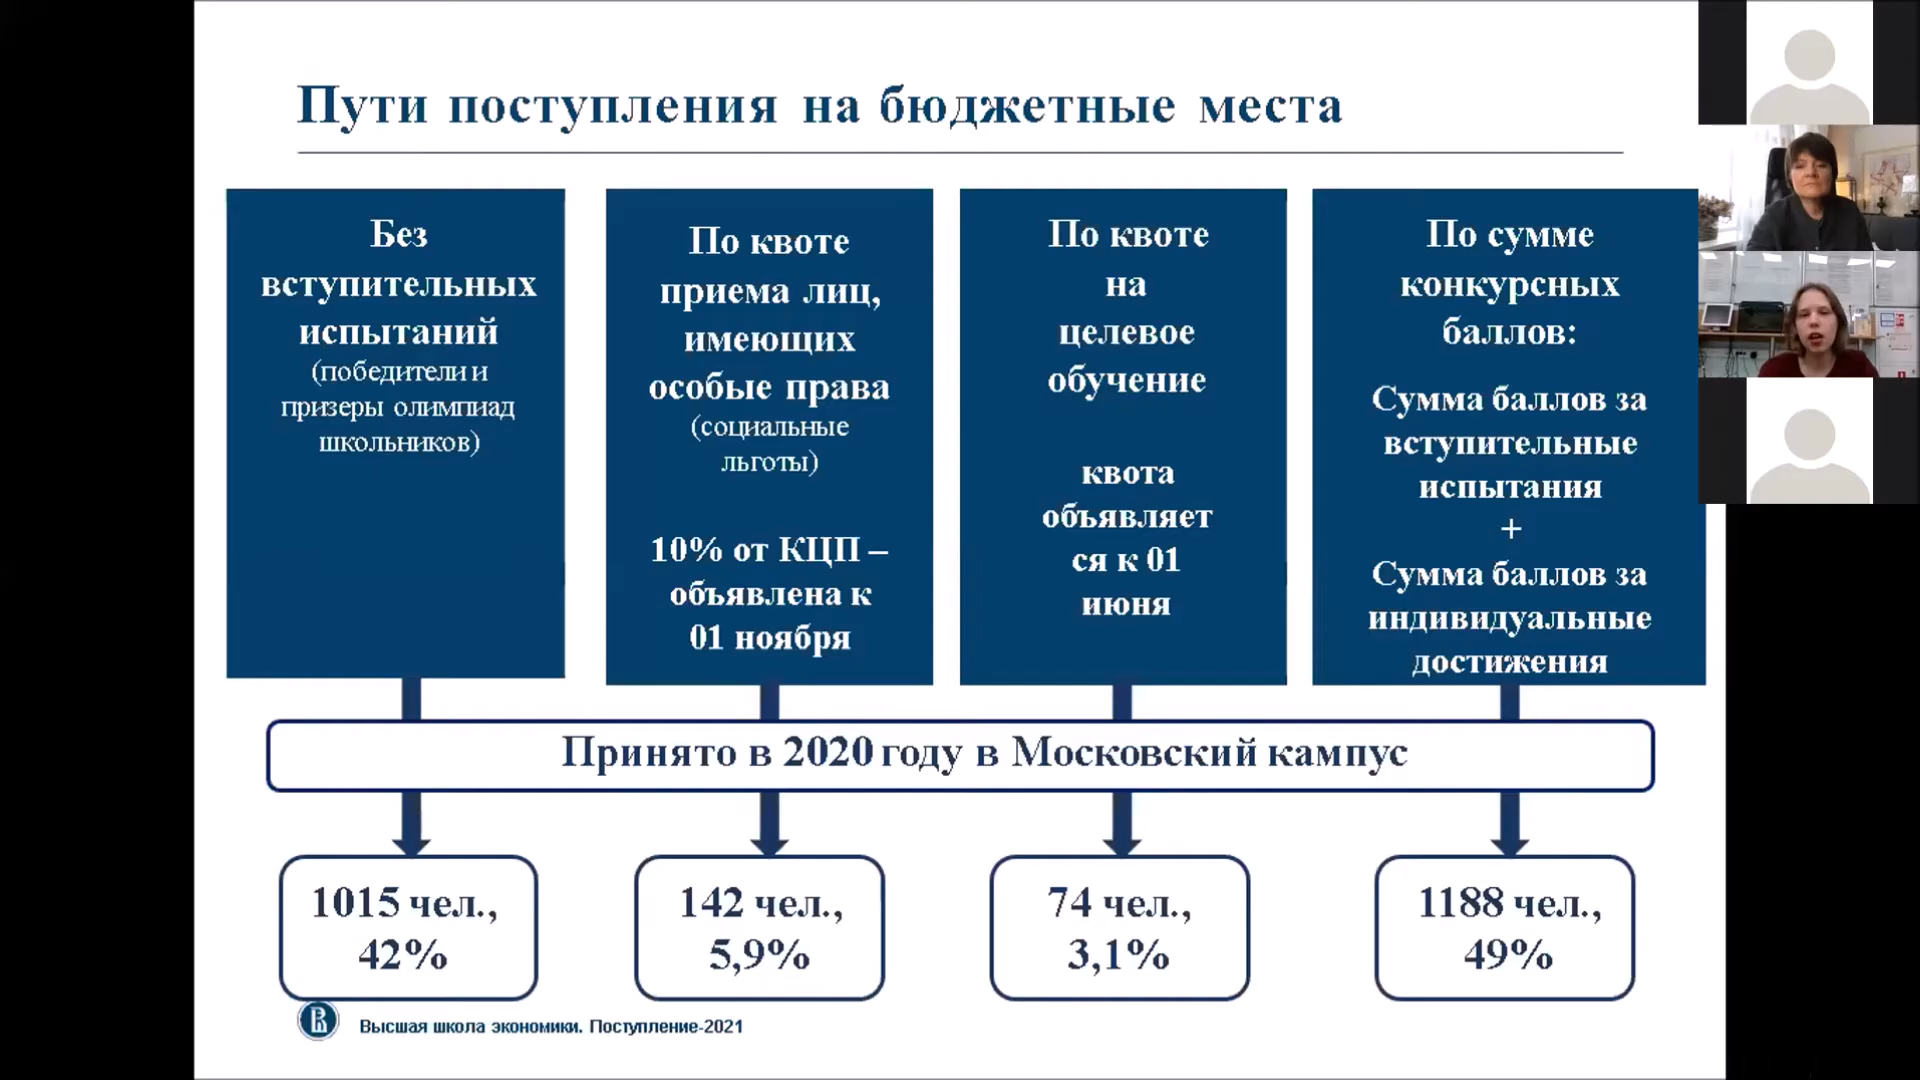 Пути поступления на бюджетные места
Без
вступительных
испытаний
(победители и
призеры олимпиад
школьников)
По квоте
приема лиц,
имеющих
особые права
(социальные
льготы)
10% от КЦП –
объявлена к
01 ноября
По квоте
на
целевое
обучение
квота
объявляет
ся к 01
июня
По сумме
конкурсных
баллов:
Сумма баллов за
вступительные
испытания
+
Сумма баллов за
индивидуальные
достижения
Принято в 2020 году в Московский кампус
1015 чел.,
42%
142 чел.,
5,9%
74 чел.,
3,1%
1188 чел.,
49%
Высшая школа экономики. Поступление-2021